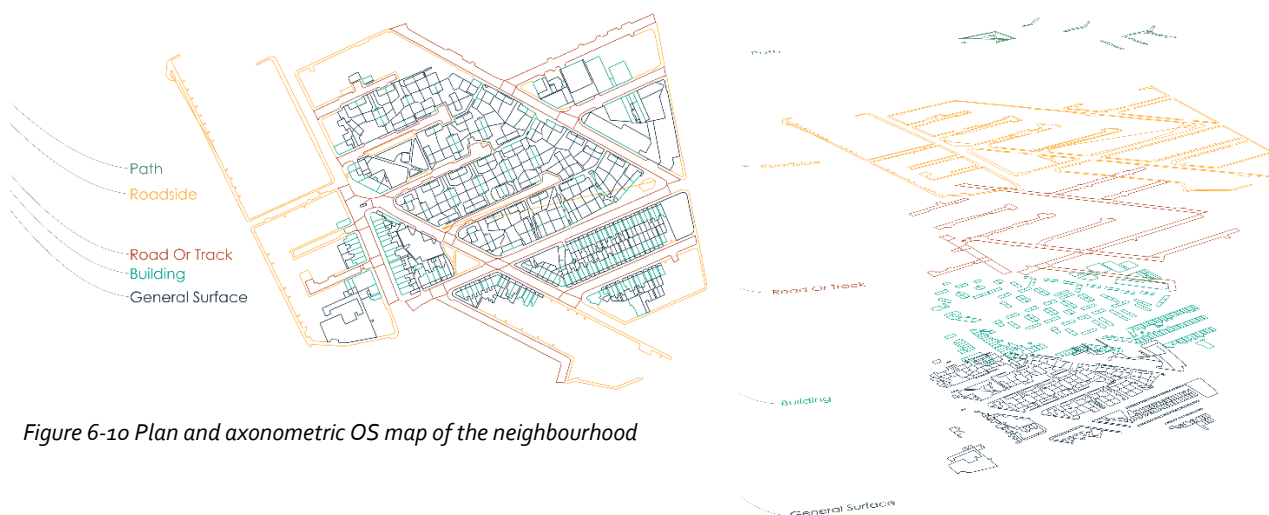 Path
Roadside
Road Or Track
Building
General Surface
Figure 6-10 Plan and axonometric OS map of the neighbourhood
Path
Roadside
Road Or Track
Building
General Surface